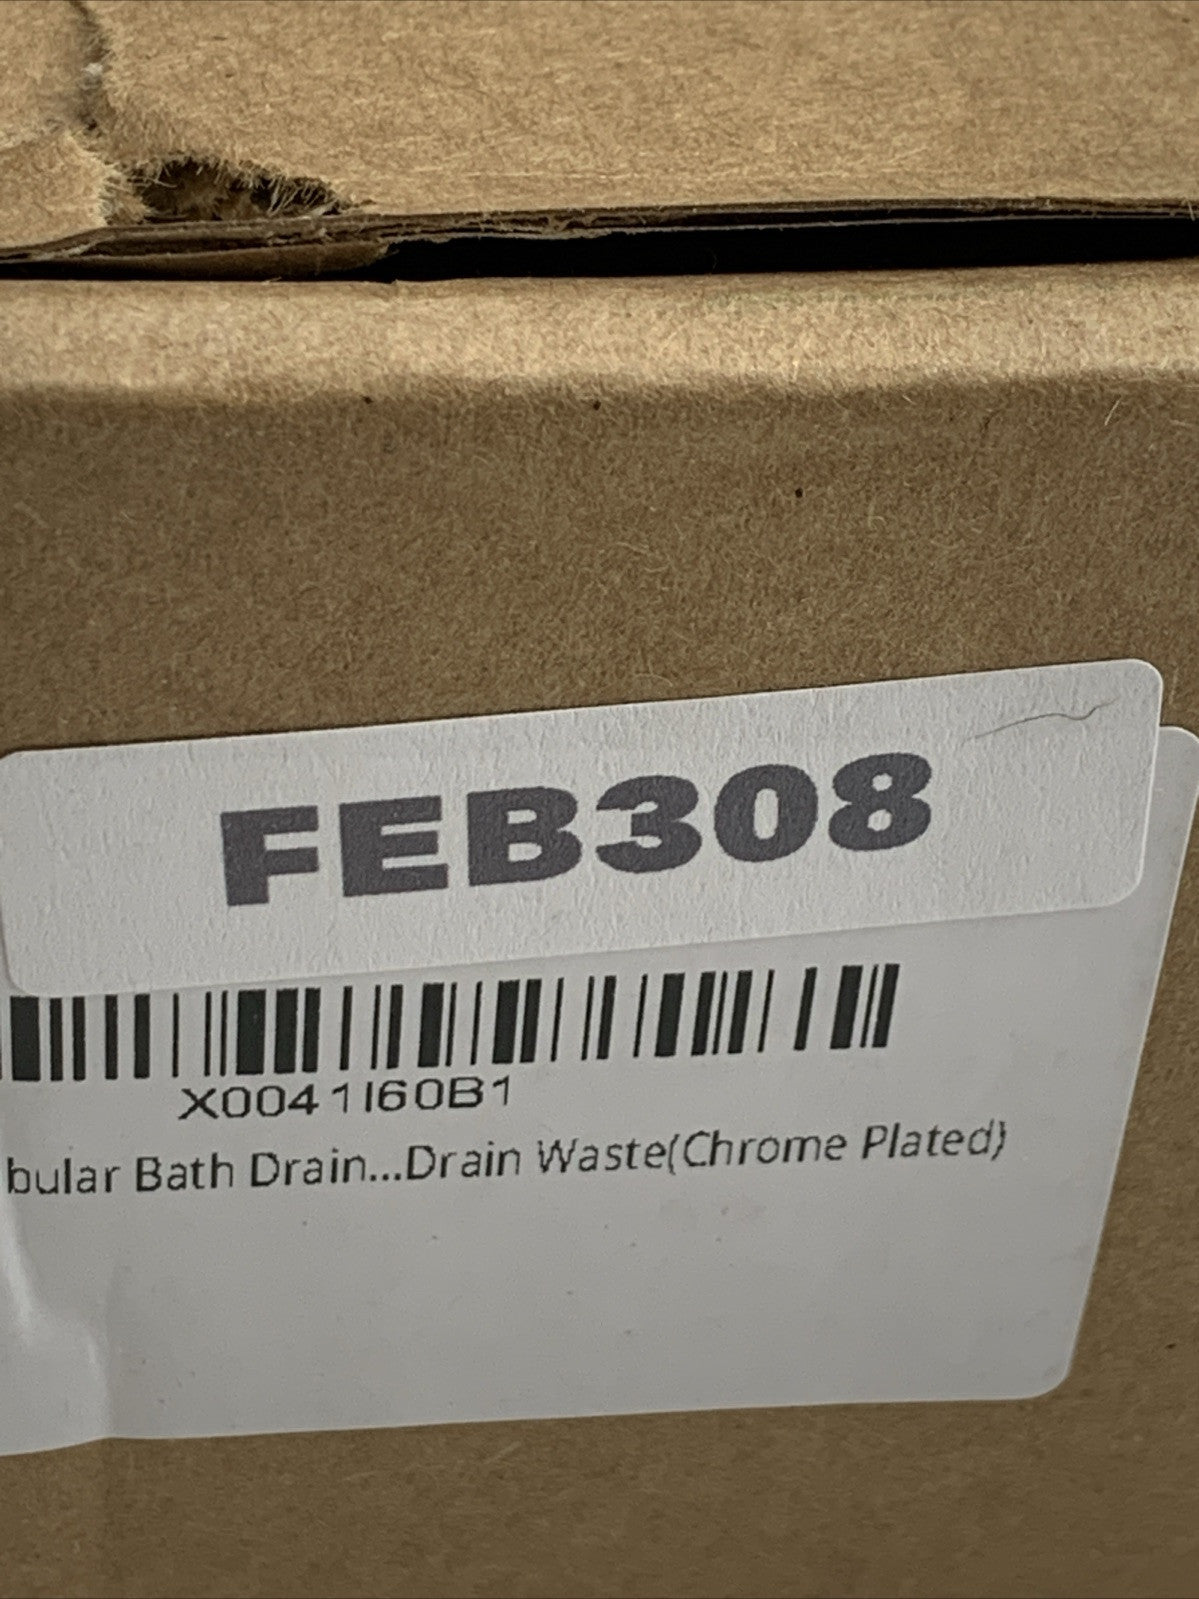 FEB308
X0041I60B1
bular Bath Drain...Drain Waste(Chrome Plated)